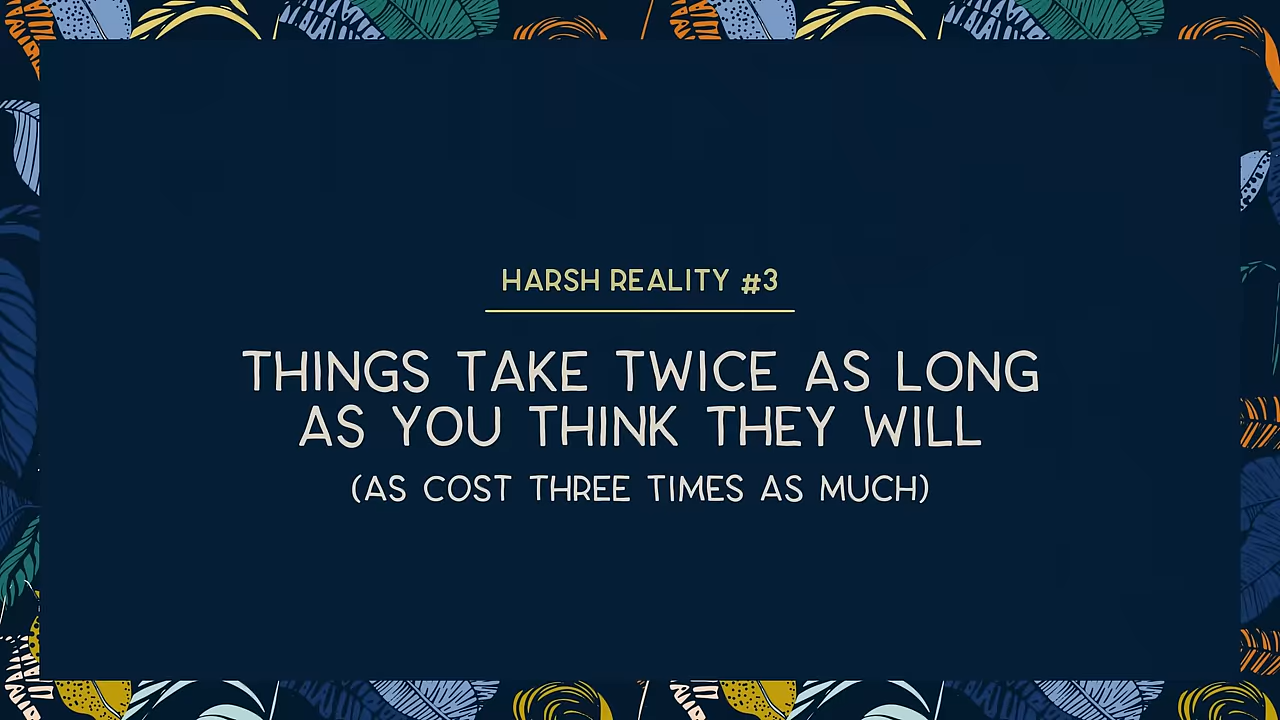 HARSH REALITY #3
THINGS TAKE TWICE AS LONG
AS YOU THINK THEY WILL
(AS COST THREE TIMES AS MUCH)